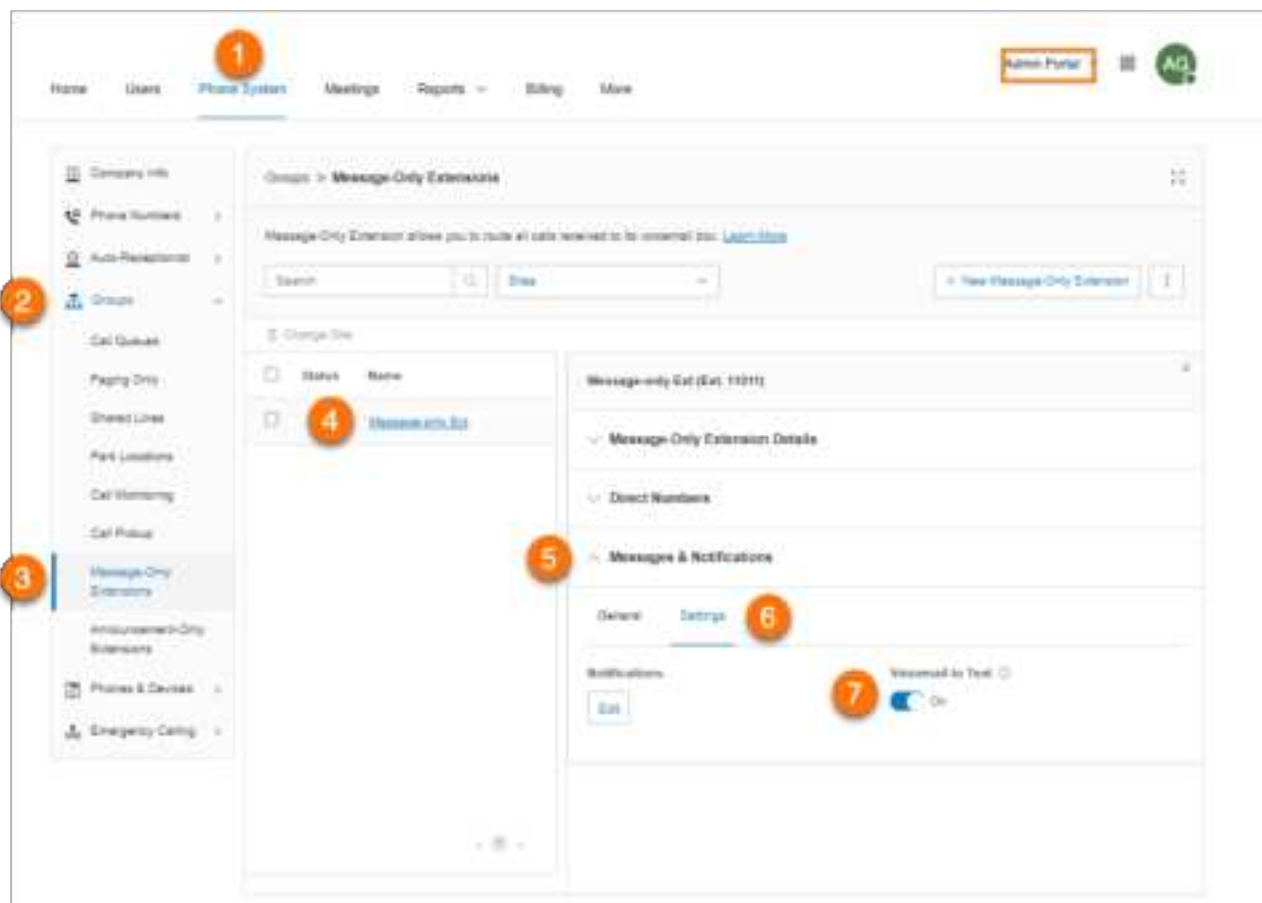 1
Admin Portal
AG
Home Users Phone System Meetings Reports Billing More
Company Info
Groups > Message-Only Extensions
Phone Numbers
Message-Only Extension allows you to route all calls received to its voicemail box. Learn More
Auto-Receptionist
Search
Sites
+ New Message-Only Extension
2
Groups
Call Queues
Change Site
Paging Only
Status Name
Message-only Ext (Ext. 11011)
Shared Lines
4
Message-only Ext
Message-Only Extension Details
Park Locations
Call Monitoring
Direct Numbers
Call Pickup
5
Messages & Notifications
3
Message-Only
Extensions
General Settings
6
Announcement-Only
Extensions
Notifications
Voicemail to Text
Phones & Devices
Edit
7
On
Emergency Calling